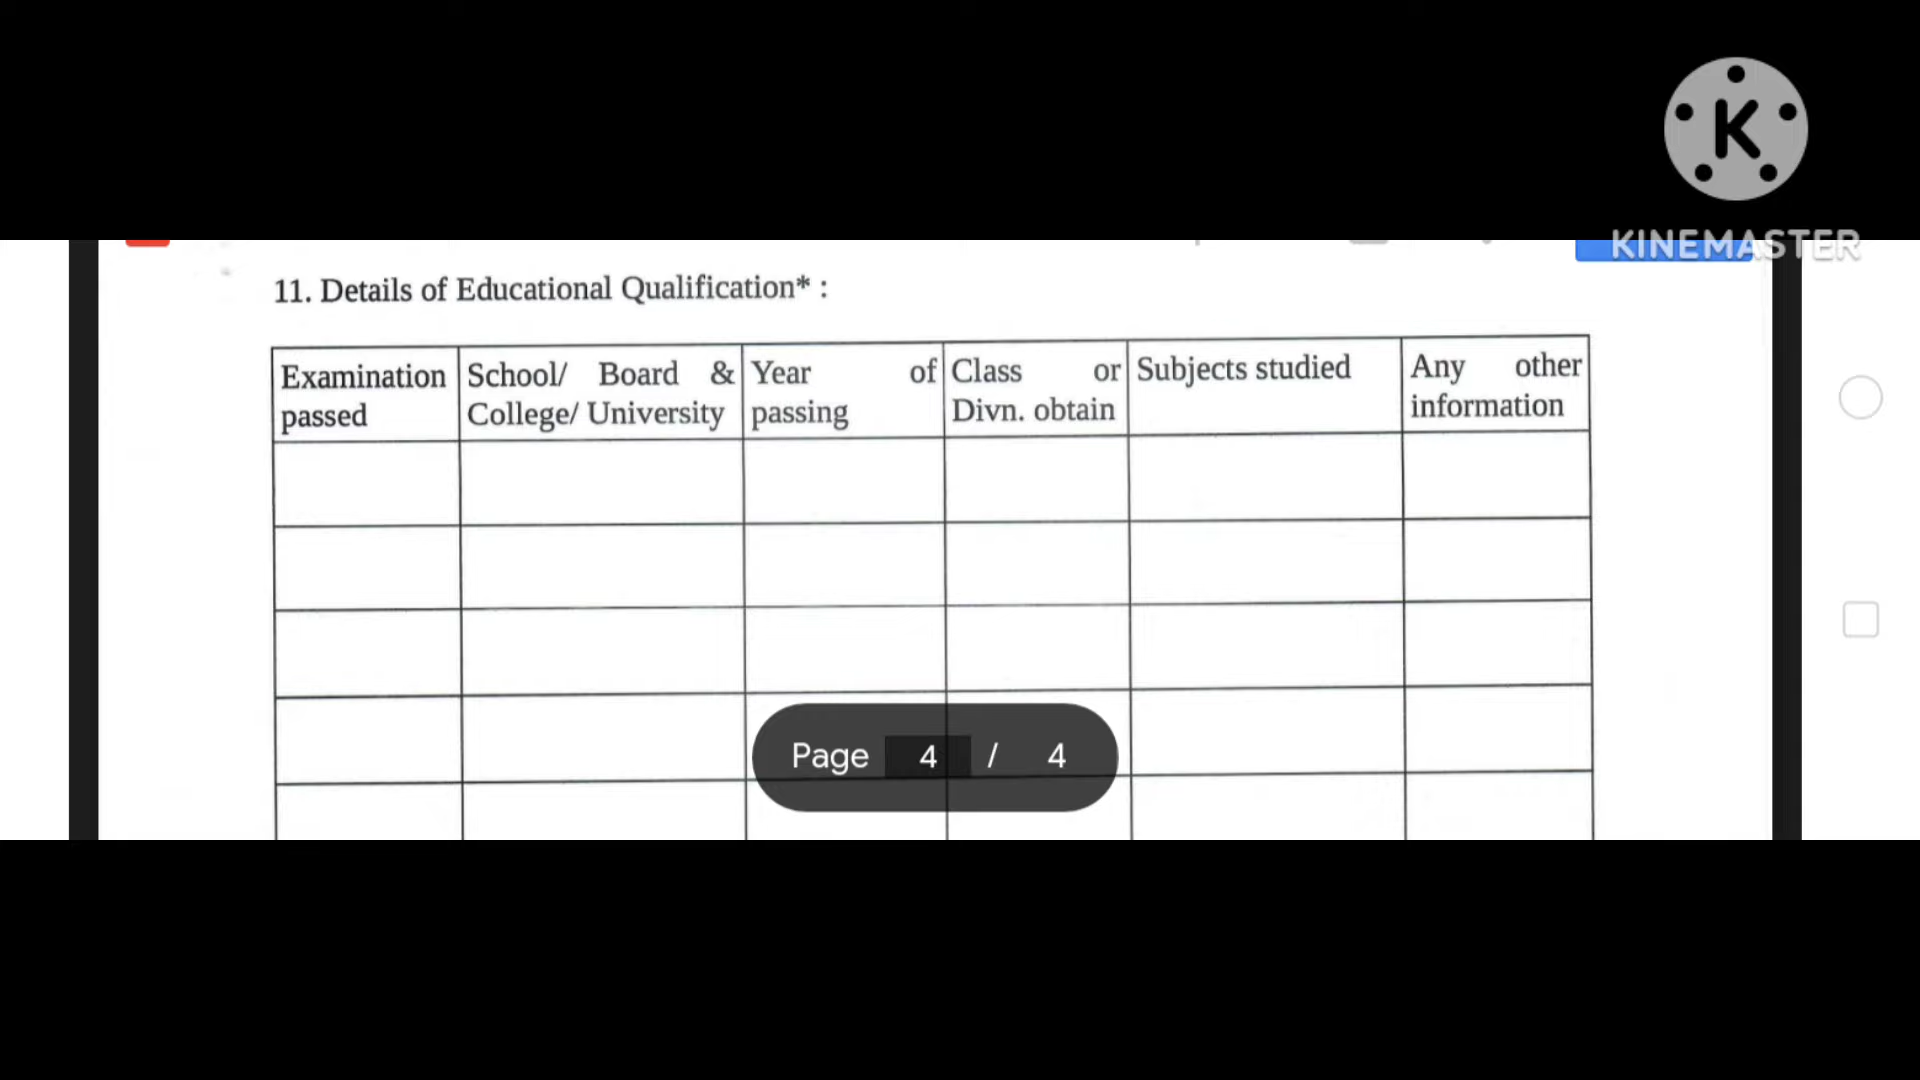 K
KINEMASTER
11. Details of Educational Qualification* :
Examination passed
School/ Board & College/ University
Year of passing
Class or Divn. obtain
Subjects studied
Any other information
Page 4 / 4